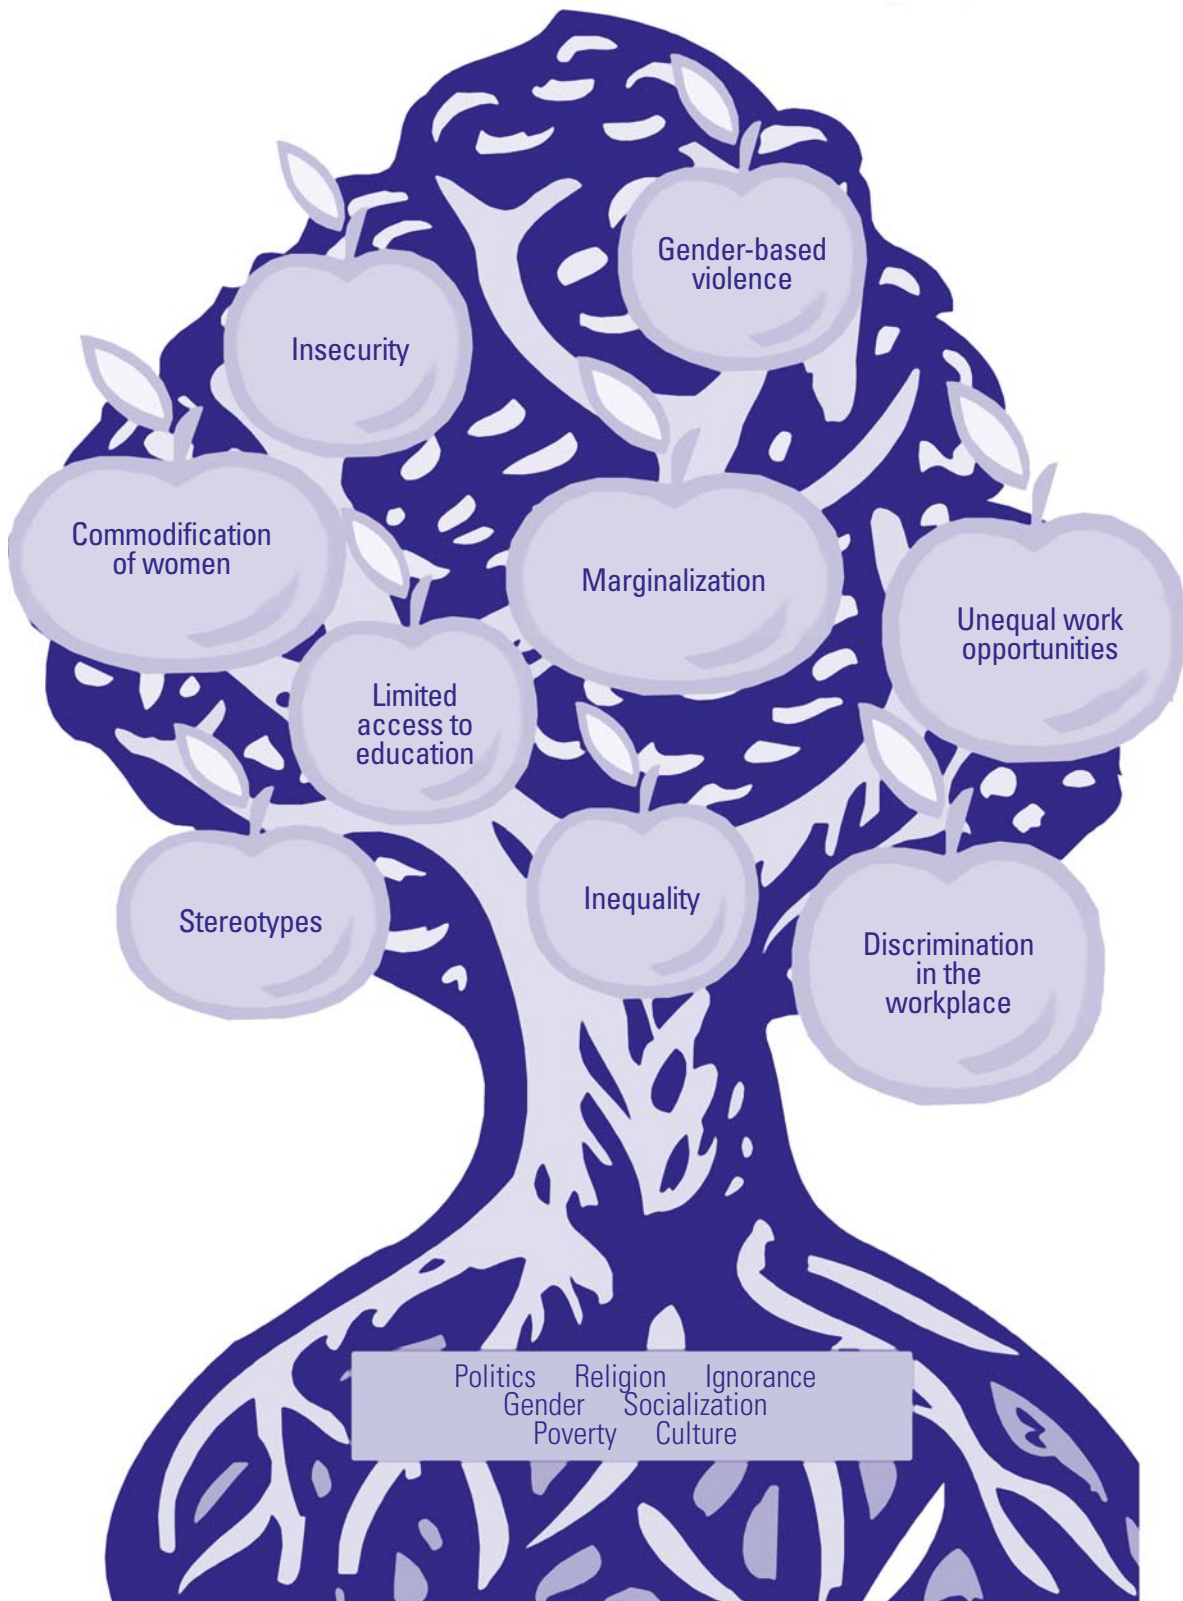 Gender-based
violence
Insecurity
Commodification
of women
Marginalization
Unequal work
opportunities
Limited
access to
education
Stereotypes
Inequality
Discrimination
in the
workplace
Politics Religion Ignorance
Gender Socialization
Poverty Culture